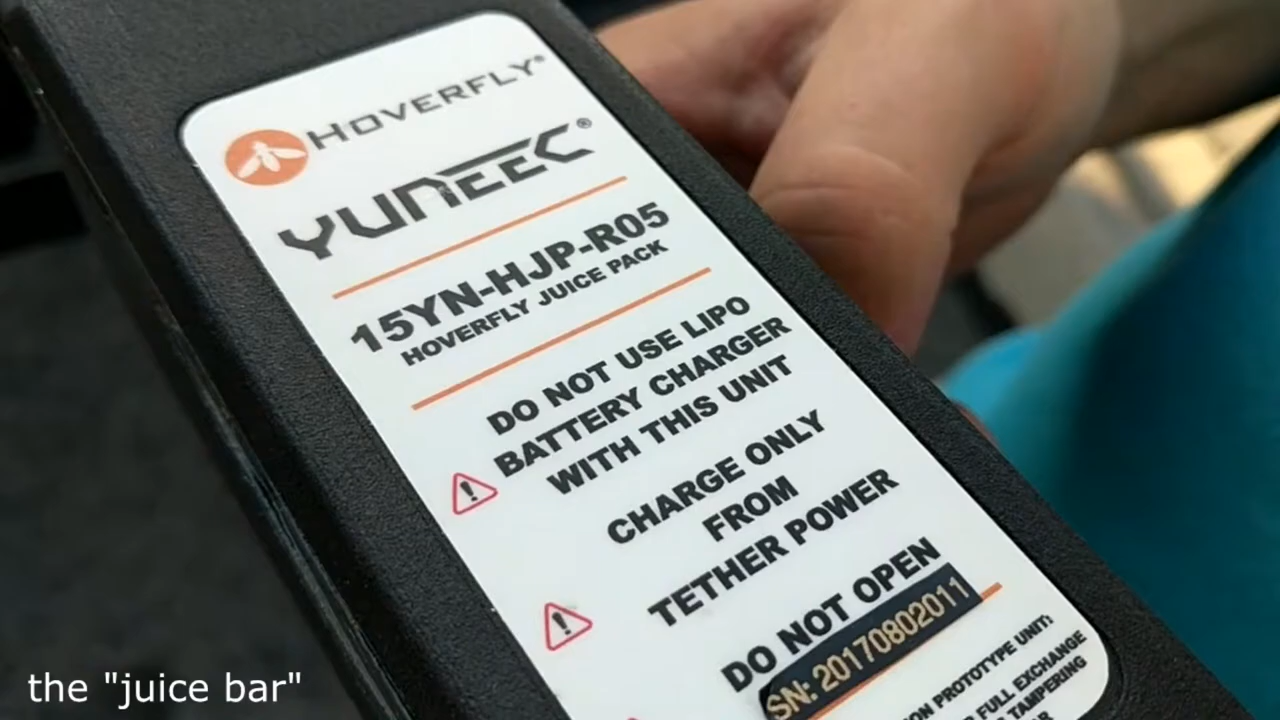 HOVERFLY®
YUNEEC®
15YN-HJP-R05
HOVERFLY JUICE PACK
DO NOT USE LIPO
BATTERY CHARGER
WITH THIS UNIT
CHARGE ONLY
FROM
TETHER POWER
DO NOT OPEN
SN: 20170802011
PROTOTYPE UNIT:
FULL EXCHANGE
TAMPERING
the "juice bar"